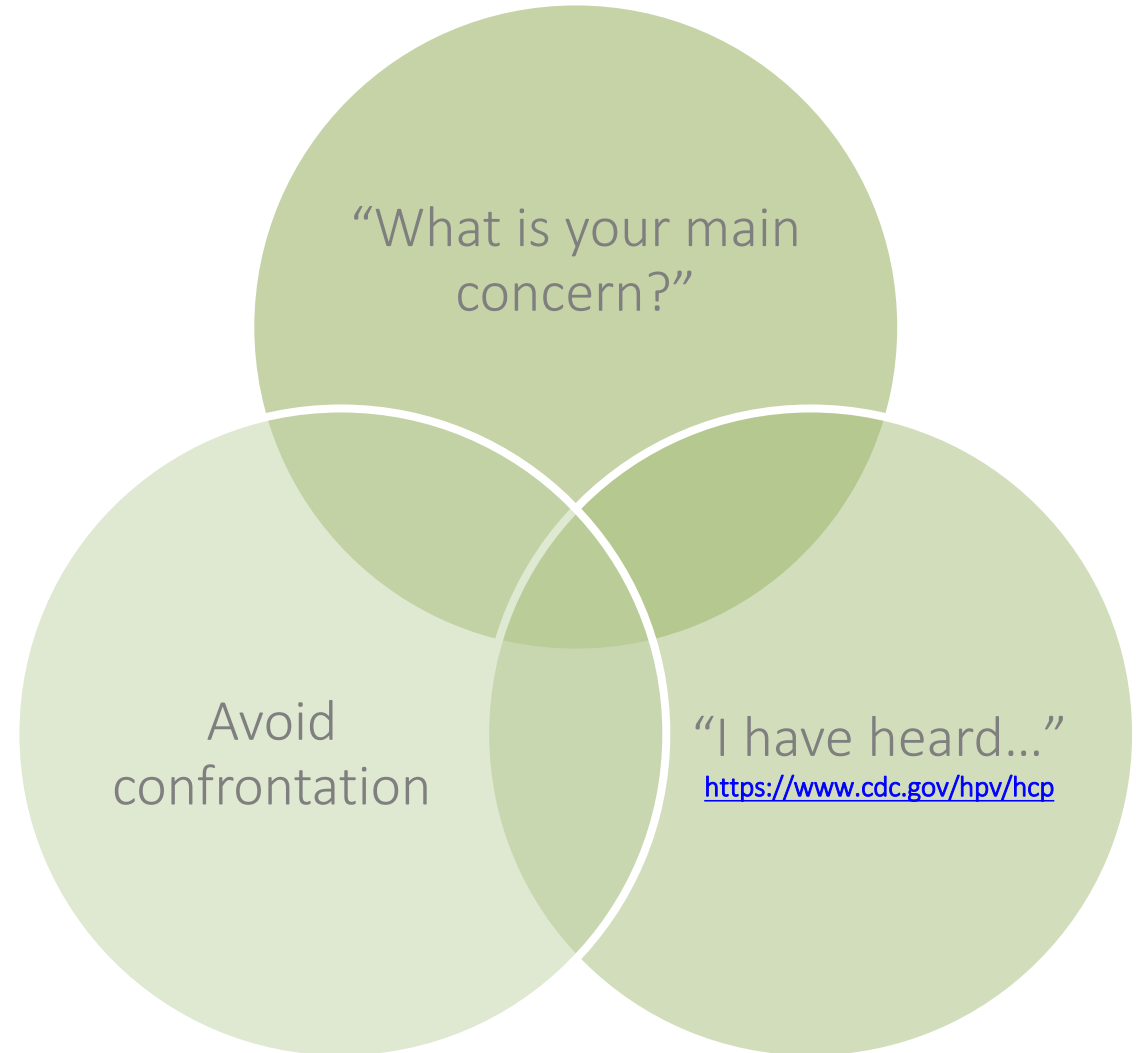 “What is your main
concern?”
Avoid
confrontation
“I have heard…”
https://www.cdc.gov/hpv/hcp